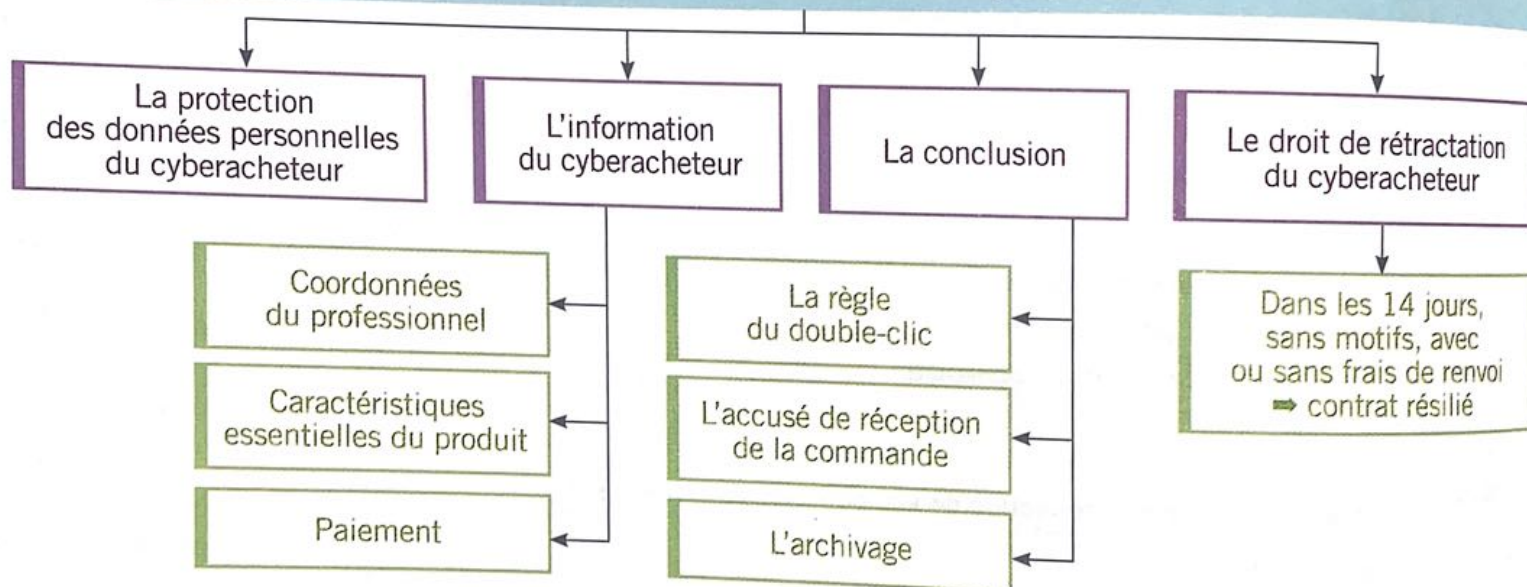 La protection
des données personnelles
du cyberacheteur
L'information
du cyberacheteur
La conclusion
Le droit de rétractation
du cyberacheteur
Coordonnées
du professionnel
Caractéristiques
essentielles du produit
Paiement
La règle
du double-clic
L'accusé de réception
de la commande
L'archivage
Dans les 14 jours,
sans motifs, avec
ou sans frais de renvoi
➡ contrat résilié